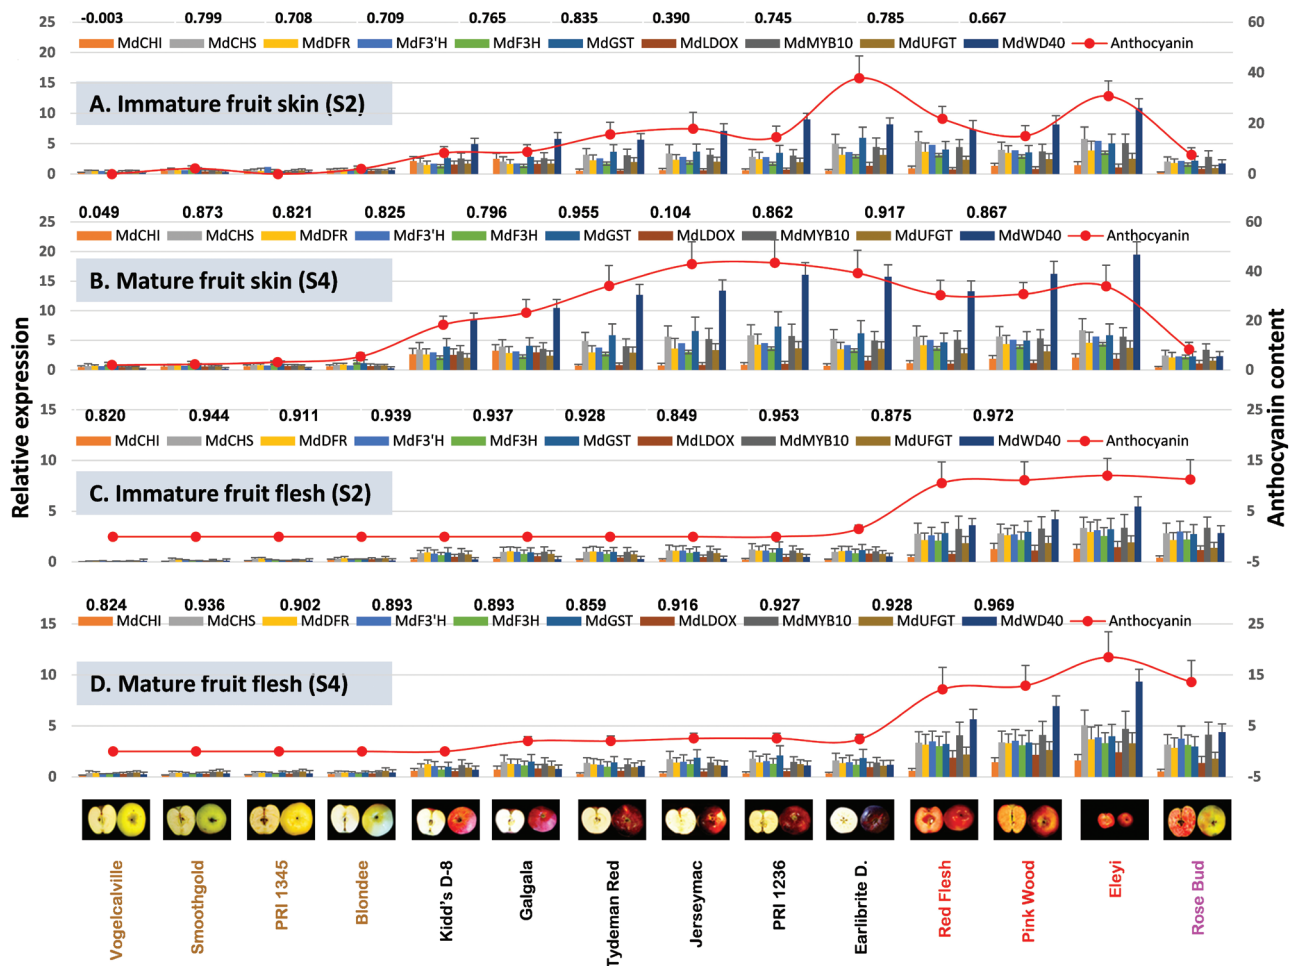 25 -0.003 0.799 0.708 0.709 0.765 0.835 0.390 0.745 0.785 0.667 60
MdCHI MdCHS MdDFR MdF3'H MdF3H MdGST MdLDOX MdMYB10 MdUFGT MdWD40 Anthocyanin
20
40
15
A. Immature fruit skin (S2)
10
20
5
0 0
0.049 0.873 0.821 0.825 0.796 0.955 0.104 0.862 0.917 0.867
25 60
MdCHI MdCHS MdDFR MdF3'H MdF3H MdGST MdLDOX MdMYB10 MdUFGT MdWD40 Anthocyanin
20
40
15
B. Mature fruit skin (S4)
10
20
5
0 0
Relative expression
Anthocyanin content
15 25
0.820 0.944 0.911 0.939 0.937 0.928 0.849 0.953 0.875 0.972
MdCHI MdCHS MdDFR MdF3'H MdF3H MdGST MdLDOX MdMYB10 MdUFGT MdWD40 Anthocyanin
10 15
C. Immature fruit flesh (S2)
5 5
0 -5
0.824 0.936 0.902 0.893 0.893 0.859 0.916 0.927 0.928 0.969
15 25
MdCHI MdCHS MdDFR MdF3'H MdF3H MdGST MdLDOX MdMYB10 MdUFGT MdWD40 Anthocyanin
10 15
D. Mature fruit flesh (S4)
5 5
0 -5
Vogelcalville
Smoothgold
PRI 1345
Blondee
Kidd's D-8
Galgala
Tydeman Red
Jerseymac
PRI 1236
Earlibrite D.
Red Flesh
Pink Wood
Eleyi
Rose Bud